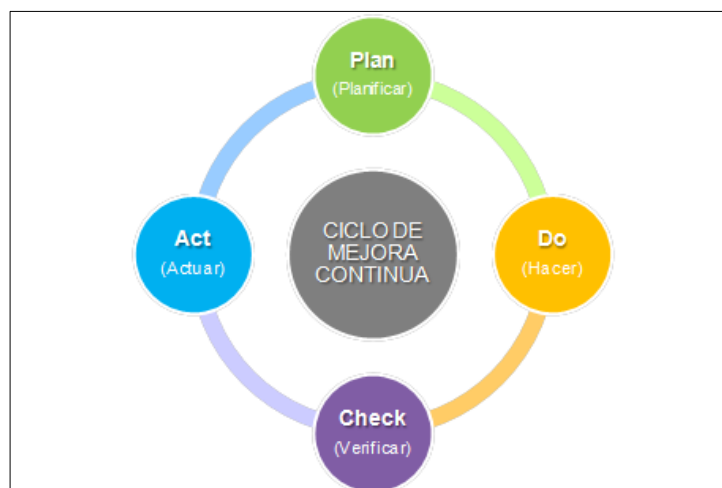 Plan
(Planificar)
Act
(Actuar)
CICLO DE
MEJORA
CONTINUA
Do
(Hacer)
Check
(Verificar)